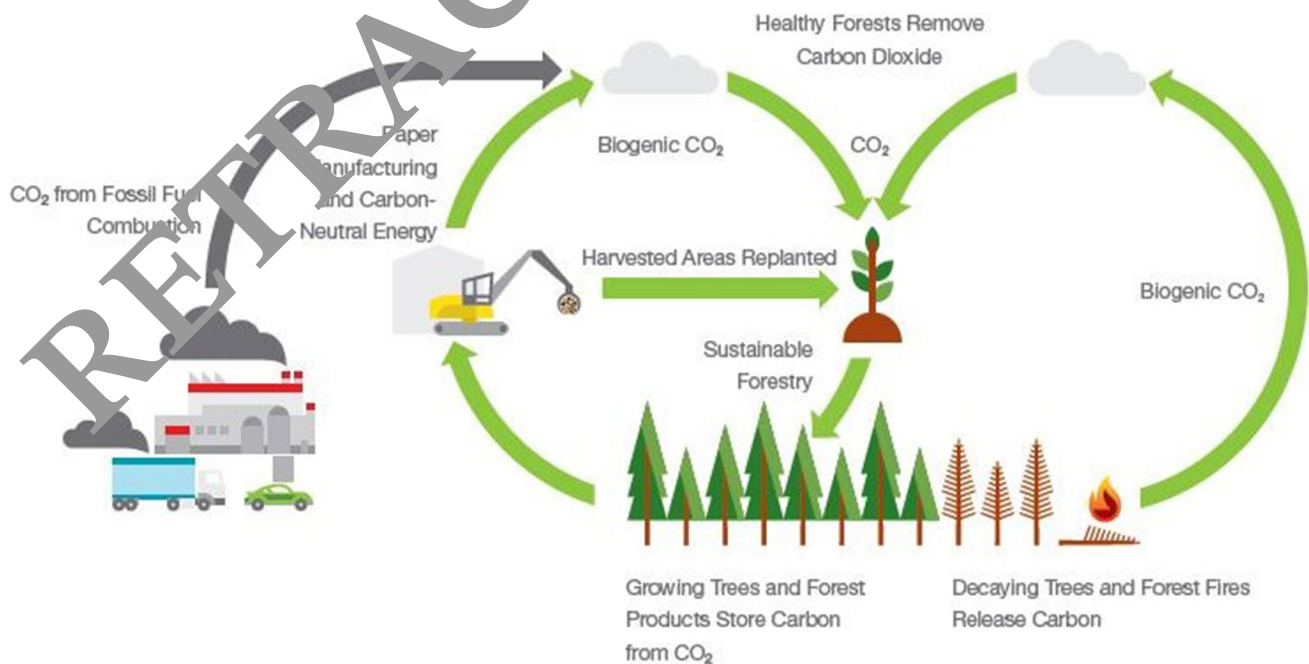 Healthy Forests Remove
Carbon Dioxide
Paper
Manufacturing
and Carbon-
Neutral Energy
Biogenic CO₂
CO₂
CO₂ from Fossil Fuel
Combustion
Harvested Areas Replanted
Biogenic CO₂
Sustainable
Forestry
Growing Trees and Forest
Products Store Carbon
from CO₂
Decaying Trees and Forest Fires
Release Carbon
RETRAC